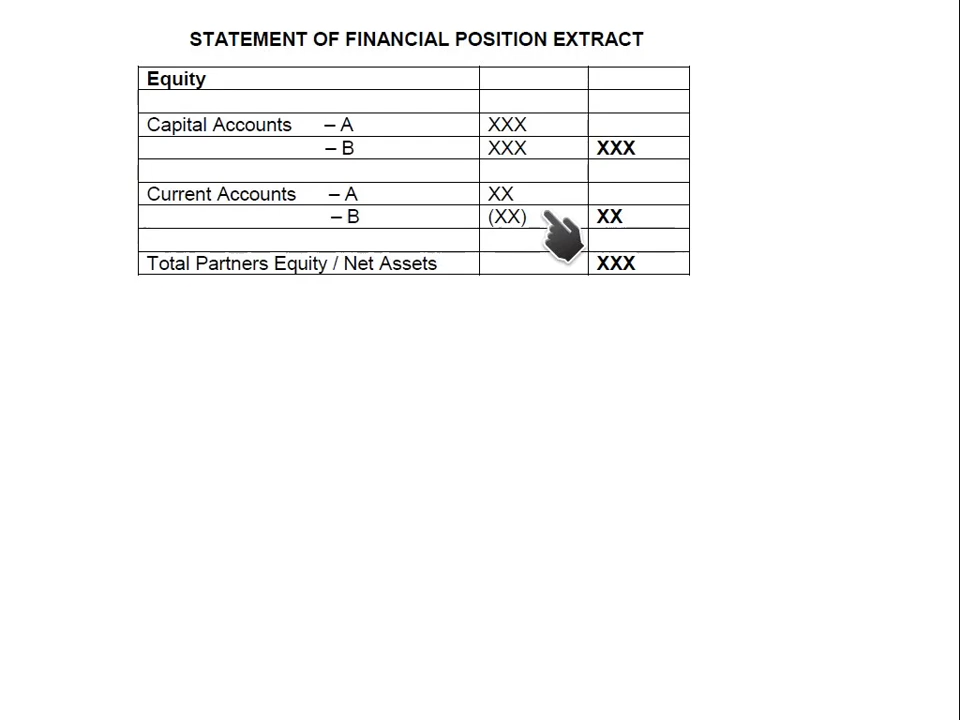 STATEMENT OF FINANCIAL POSITION EXTRACT
Equity
Capital Accounts – A XXX
– B XXX XXX
Current Accounts – A XX
– B (XX) XX
Total Partners Equity / Net Assets XXX